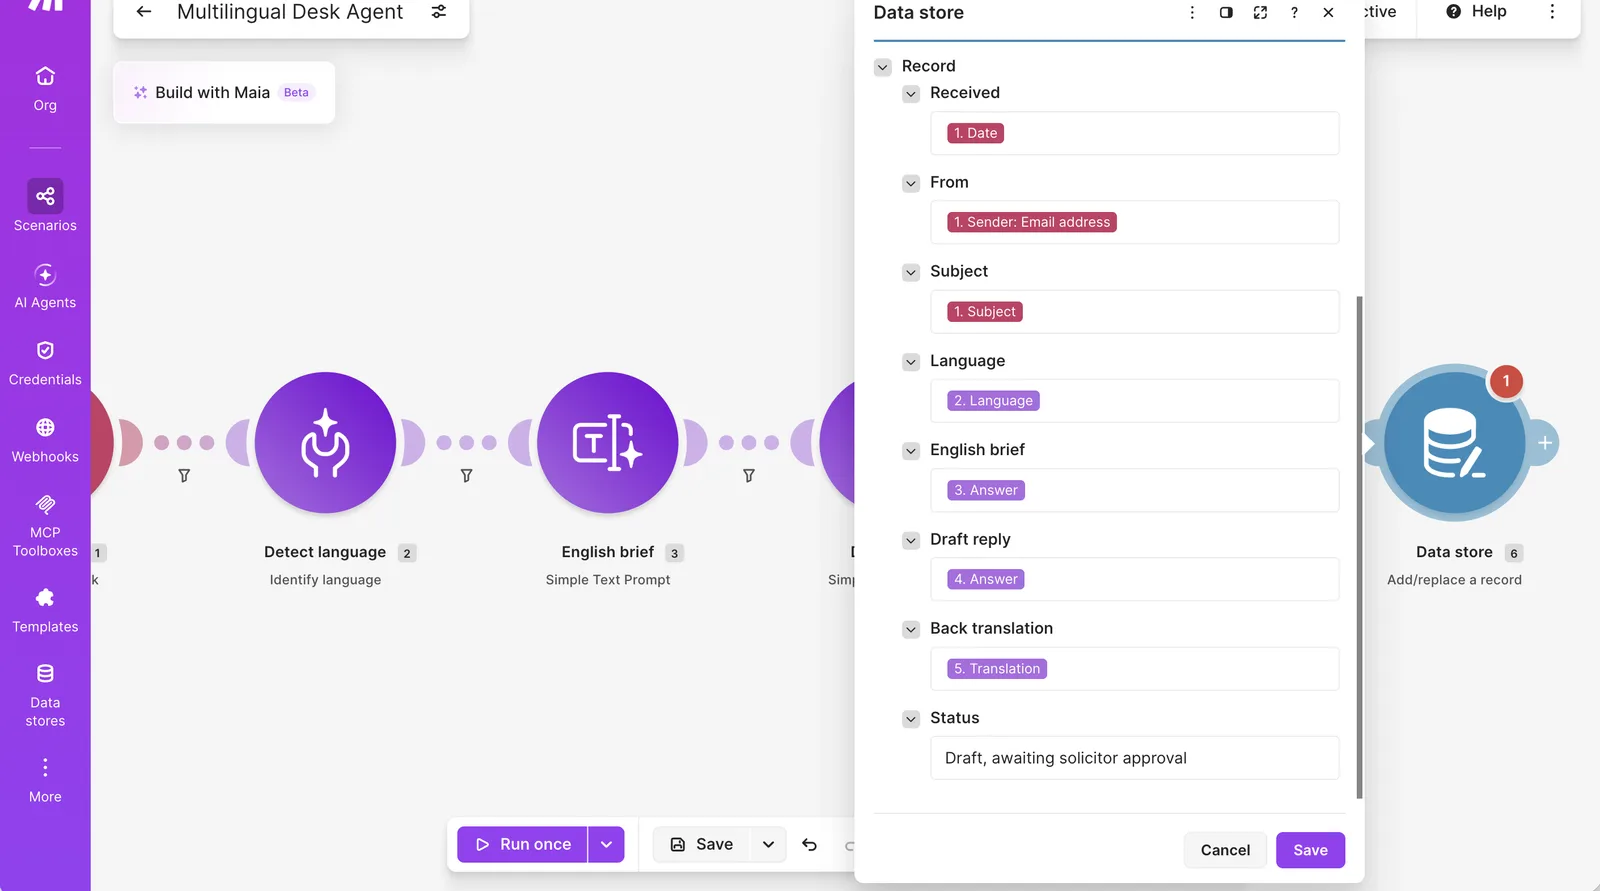 Multilingual Desk Agent
Build with Maia Beta
Org
Scenarios
AI Agents
Credentials
Webhooks
MCP
Toolboxes
Templates
Data
stores
More
1
k
Detect language 2
Identify language
English brief 3
Simple Text Prompt
Data store
?
Help
Record
Received
1. Date
From
1. Sender: Email address
Subject
1. Subject
Language
2. Language
English brief
3. Answer
Draft reply
4. Answer
Back translation
5. Translation
Status
Draft, awaiting solicitor approval
Cancel
Save
1
Data store 6
Add/replace a record
Run once
Save